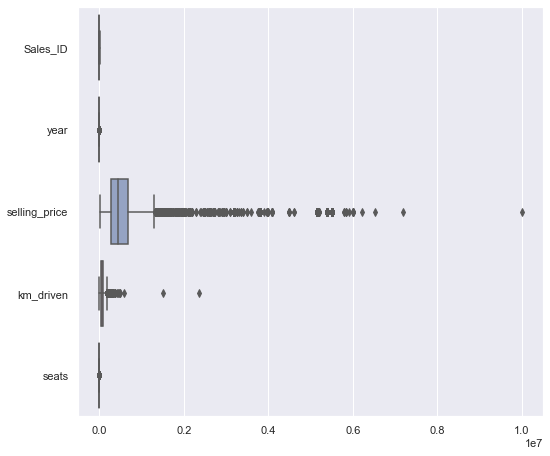 Sales_ID
year
selling_price
km_driven
seats
0.0 0.2 0.4 0.6 0.8 1.0
1e7